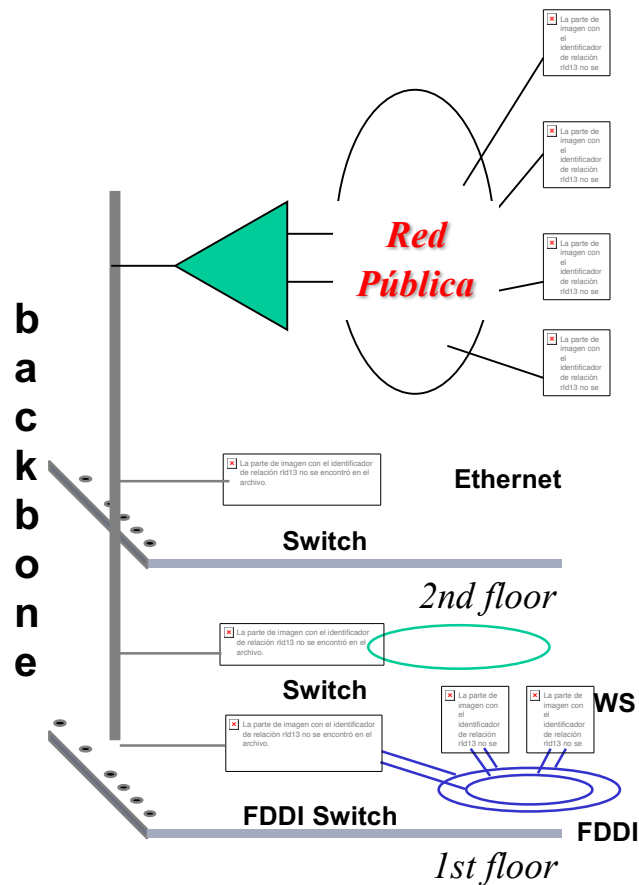 La parte de
imagen con
el
identificador
de relación
rId13 no se
La parte de
imagen con
el
identificador
de relación
rId13 no se
Red
Pública
La parte de
imagen con
el
identificador
de relación
rId13 no se
La parte de
imagen con
el
identificador
de relación
rId13 no se
b
a
c
k
b
o
n
e
La parte de imagen con el identificador
de relación rId13 no se encontró en el
archivo.
Ethernet
Switch
2nd floor
La parte de imagen con el identificador
de relación rId13 no se encontró en el
archivo.
Switch
La parte de
imagen con
el
identificador
de relación
rId13 no se
La parte de
imagen con
el
identificador
de relación
rId13 no se
WS
La parte de imagen con el identificador
de relación rId13 no se encontró en el
archivo.
FDDI Switch
FDDI
1st floor